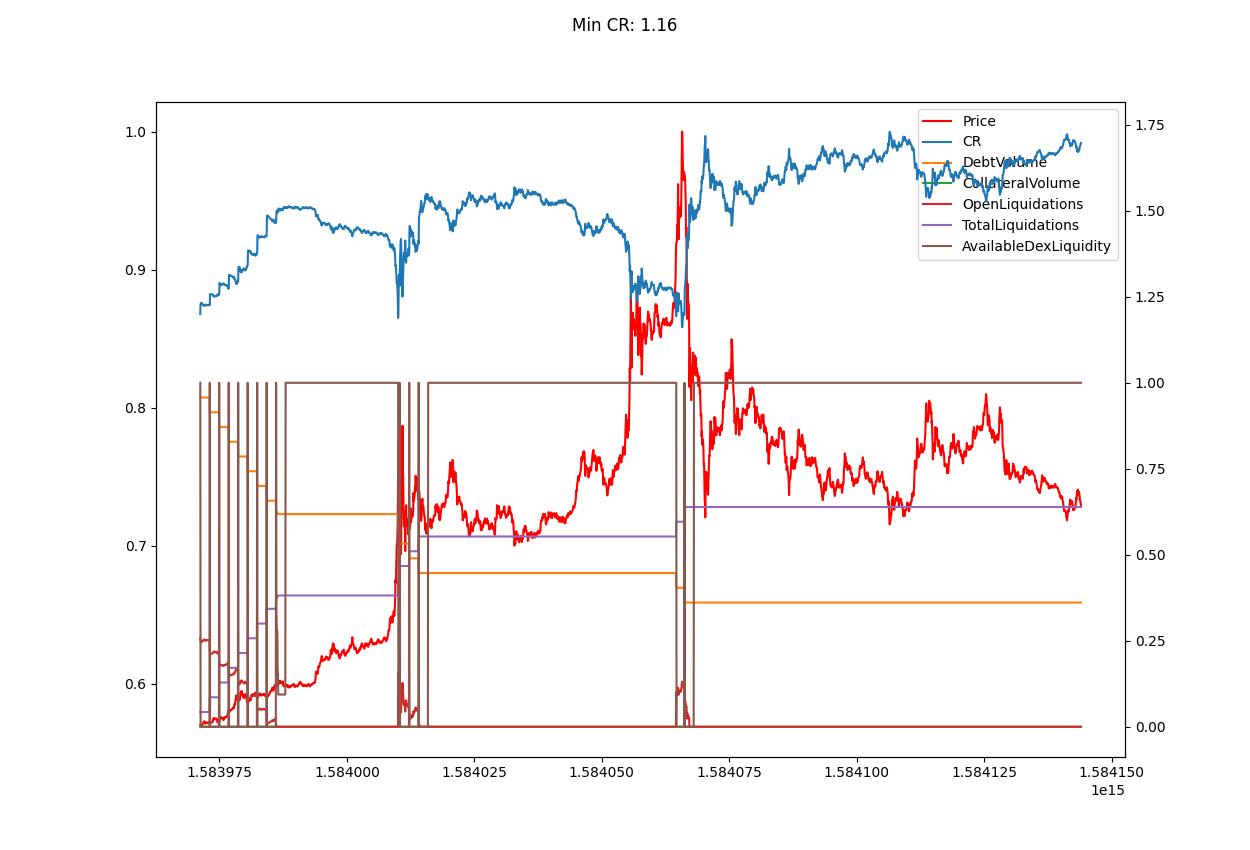 Min CR: 1.16
1.0
0.9
0.8
0.7
0.6
1.75
1.50
1.25
1.00
0.75
0.50
0.25
0.00
Price
CR
DebtVolume
CollateralVolume
OpenLiquidations
TotalLiquidations
AvailableDexLiquidity
1.583975 1.584000 1.584025 1.584050 1.584075 1.584100 1.584125 1.584150
1e15